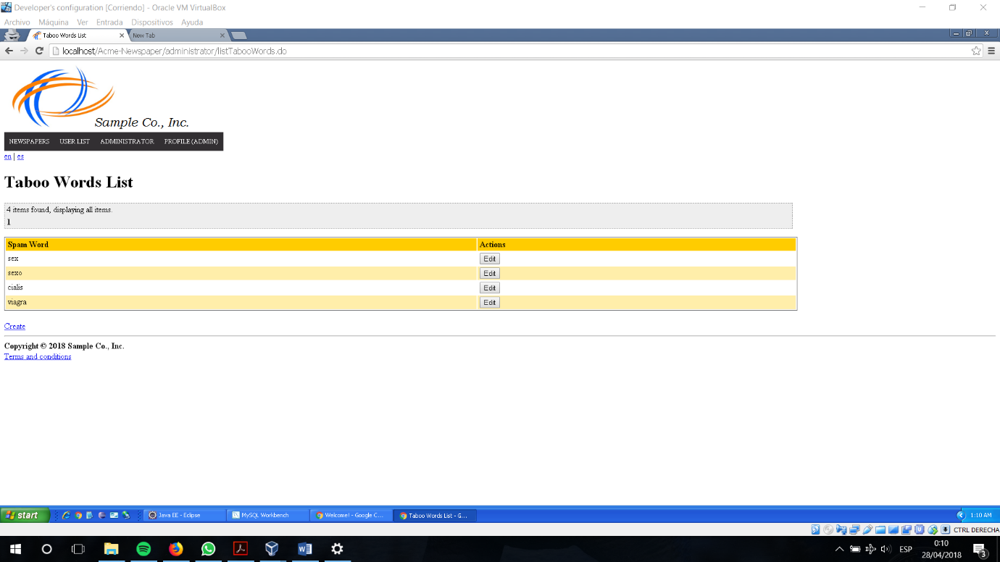 Developer's configuration [Corriendo] - Oracle VM VirtualBox
Archivo Máquina Ver Entrada Dispositivos Ayuda
Taboo Words List
New Tab
localhost/Acme-Newspaper/administrator/listTabooWords.do
Sample Co., Inc.
NEWSPAPERS USER LIST ADMINISTRATOR PROFILE (ADMIN)
en | es
Taboo Words List
4 items found, displaying all items.
1
Spam Word Actions
sex Edit
sexo Edit
cialis Edit
viagra Edit
Create
Copyright © 2018 Sample Co., Inc.
Terms and conditions
start Java EE - Eclipse MySQL Workbench Welcome! - Google C... Taboo Words List - G... 1:10 AM
CTRL DERECHA
ESP
0:10
28/04/2018
3